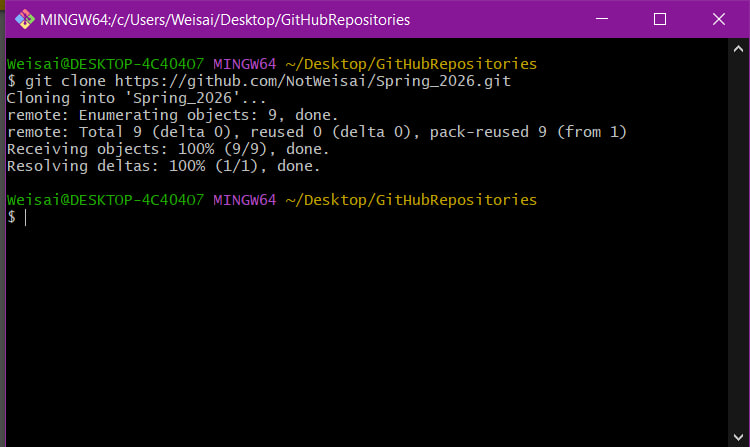 MINGW64:/c/Users/Weisai/Desktop/GitHubRepositories
Weisai@DESKTOP-4C404O7 MINGW64 ~/Desktop/GitHubRepositories
$ git clone https://github.com/NotWeisai/Spring_2026.git
Cloning into 'Spring_2026'...
remote: Enumerating objects: 9, done.
remote: Total 9 (delta 0), reused 0 (delta 0), pack-reused 9 (from 1)
Receiving objects: 100% (9/9), done.
Resolving deltas: 100% (1/1), done.
Weisai@DESKTOP-4C404O7 MINGW64 ~/Desktop/GitHubRepositories
$